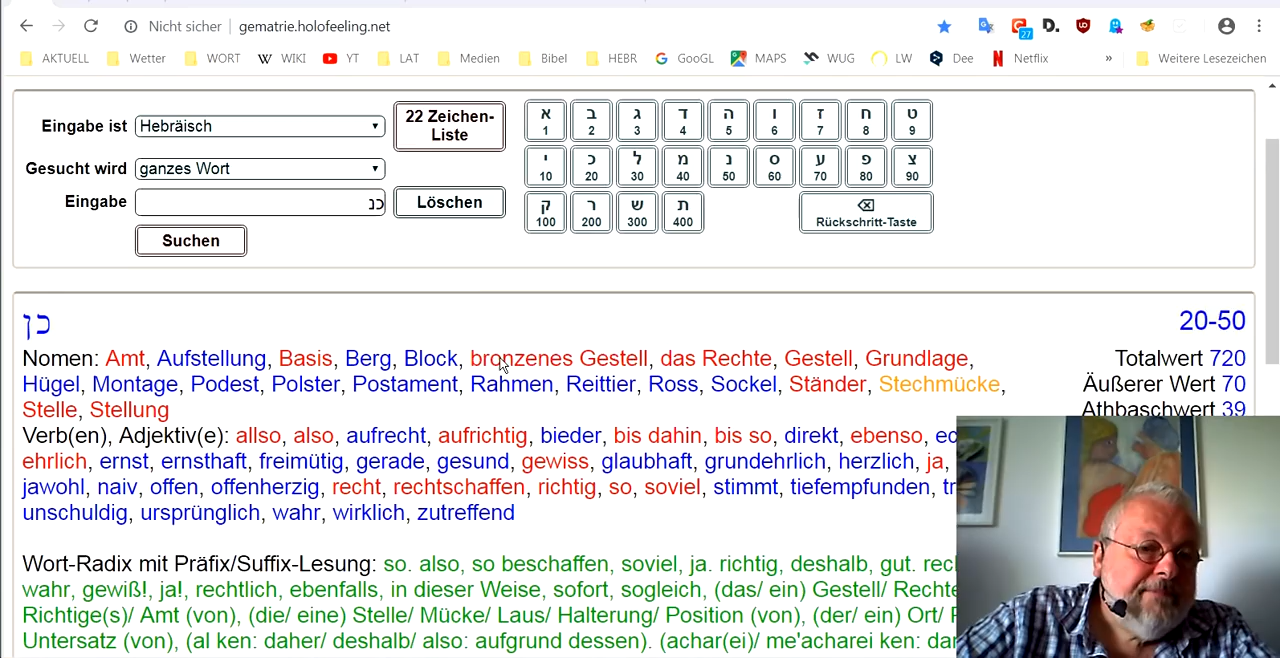 Nicht sicher | gematrie.holofeeling.net
27
AKTUELL Wetter WORT WIKI YT LAT Medien Bibel HEBR GooGL MAPS WUG LW Dee Netflix » Weitere Lesezeichen
Eingabe ist Hebräisch
22 Zeichen-
Liste
Gesucht wird ganzes Wort
Eingabe כנ Löschen
Suchen
א ב ג ד ה ו ז ח ט
1 2 3 4 5 6 7 8 9
י כ ל מ נ ס ע פ צ
10 20 30 40 50 60 70 80 90
ק ר ש ת
100 200 300 400 Rückschritt-Taste
כן 20-50
Nomen: Amt, Aufstellung, Basis, Berg, Block, bronzenes Gestell, das Rechte, Gestell, Grundlage, Totalwert 720
Hügel, Montage, Podest, Polster, Postament, Rahmen, Reittier, Ross, Sockel, Ständer, Stechmücke, Äußerer Wert 70
Stelle, Stellung Athbaschwert 39
Verb(en), Adjektiv(e): allso, also, aufrecht, aufrichtig, bieder, bis dahin, bis so, direkt, ebenso,
ehrlich, ernst, ernsthaft, freimütig, gerade, gesund, gewiss, glaubhaft, grundehrlich, herzlich, ja,
jawohl, naiv, offen, offenherzig, recht, rechtschaffen, richtig, so, soviel, stimmt, tiefempfunden,
unschuldig, ursprünglich, wahr, wirklich, zutreffend
Wort-Radix mit Präfix/Suffix-Lesung: so. also, so beschaffen, soviel, ja. richtig, deshalb, gut.
wahr, gewiß!, ja!, rechtlich, ebenfalls, in dieser Weise, sofort, sogleich, (das/ ein) Gestell/
Richtige(s)/ Amt (von), (die/ eine) Stelle/ Mücke/ Laus/ Halterung/ Position (von), (der/ ein) Ort/
Untersatz (von), (al ken: daher/ deshalb/ also: aufgrund dessen). (achar(ei)/ me'acharei ken: